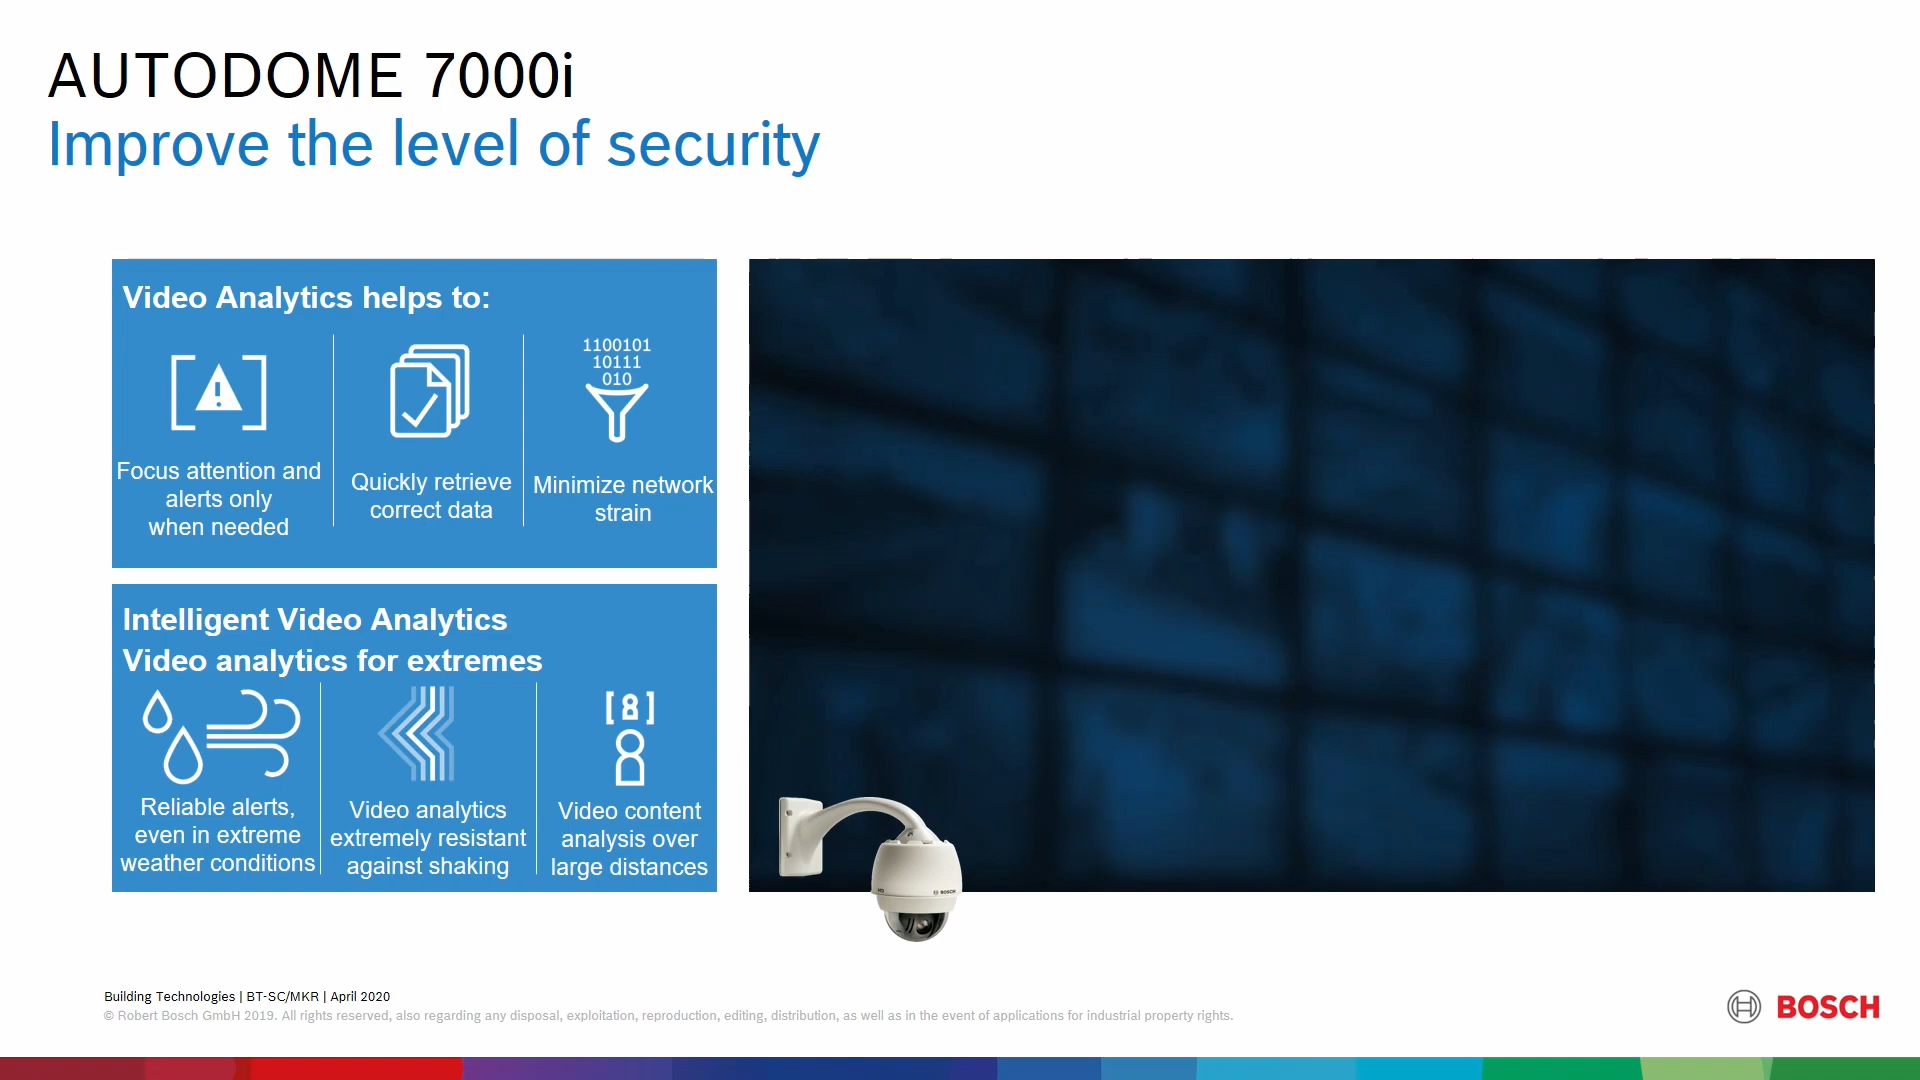 AUTODOME 7000i
Improve the level of security
Video Analytics helps to:
1100101
10111
010
Focus attention and
alerts only
when needed
Quickly retrieve
correct data
Minimize network
strain
Intelligent Video Analytics
Video analytics for extremes
Reliable alerts,
even in extreme
weather conditions
Video analytics
extremely resistant
against shaking
Video content
analysis over
large distances
HD
BOSCH
Building Technologies | BT-SC/MKR | April 2020
© Robert Bosch GmbH 2019. All rights reserved, also regarding any disposal, exploitation, reproduction, editing, distribution, as well as in the event of applications for industrial property rights.
BOSCH